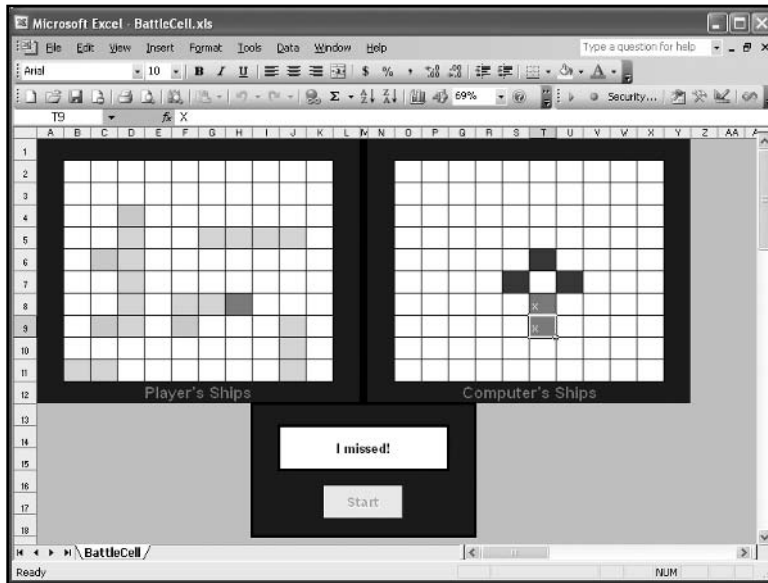 Microsoft Excel - BattleCell.xls
File Edit View Insert Format Tools Data Window Help Type a question for help
Arial 10 B I U $ % ,
Σ 69% Security...
T9 fx X
A B C D E F G H I J K L M N O P Q R S T U V W X Y Z AA
1
2
3
4
5
6
7
8 X
9 X
10
11
12 Player's Ships Computer's Ships
13
14 I missed!
15
16
17 Start
18
BattleCell
Ready NUM